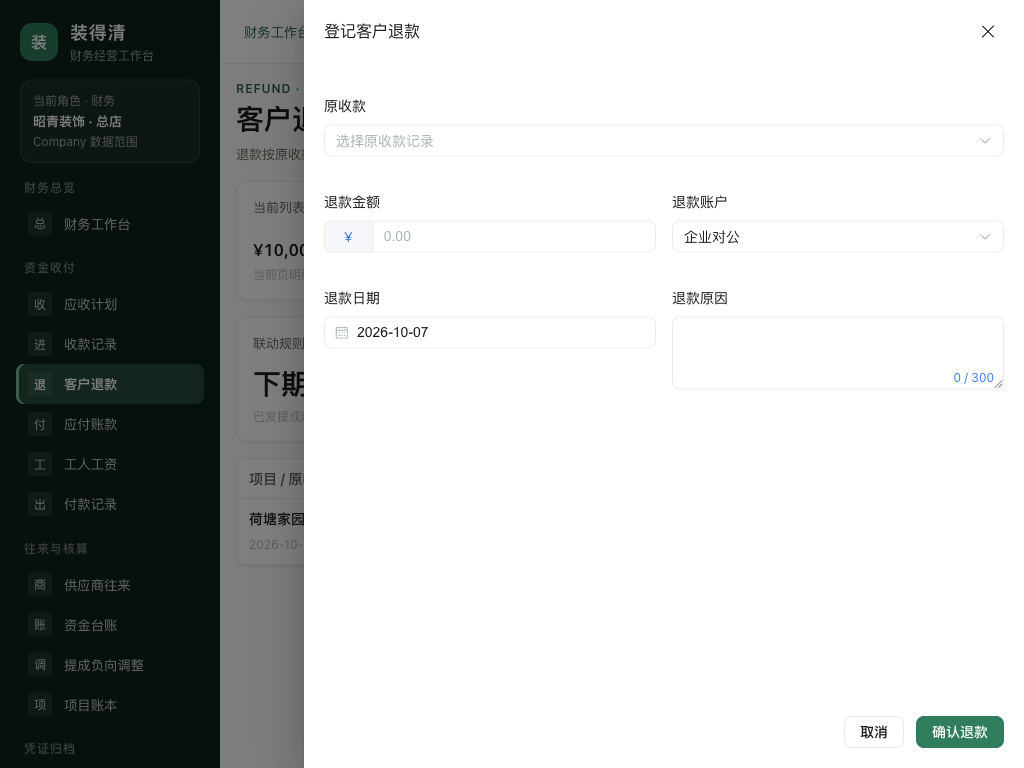 装
装得清
财务经营工作台
当前角色 · 财务
昭青装饰 · 总店
Company 数据范围
财务总览
总 财务工作台
资金收付
收 应收计划
进 收款记录
退 客户退款
付 应付账款
工 工人工资
出 付款记录
往来与核算
商 供应商往来
账 资金台账
调 提成负向调整
项 项目账本
凭证归档
财务工作台
REFUND ·
客户退
退款按原收
当前列表
¥10,00
当前页明
联动规则
下期
已发提成
项目 / 原
荷塘家园
2026-10-
登记客户退款
原收款
选择原收款记录
退款金额 退款账户
¥ 0.00 企业对公
退款日期 退款原因
2026-10-07
0 / 300
取消 确认退款